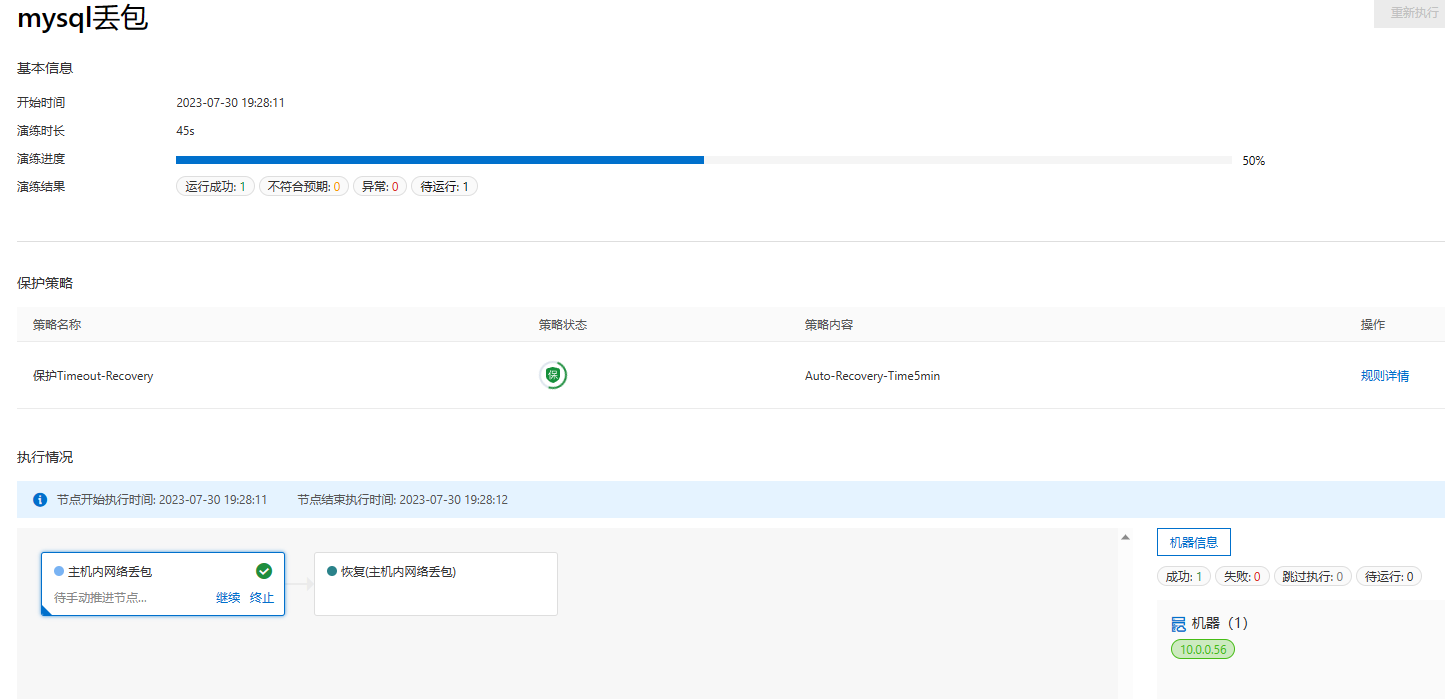 mysql丢包
重新执行
基本信息
开始时间 2023-07-30 19:28:11
演练时长 45s
演练进度 50%
演练结果 运行成功: 1 不符合预期: 0 异常: 0 待运行: 1
保护策略
策略名称 策略状态 策略内容 操作
保护Timeout-Recovery 保 Auto-Recovery-Time5min 规则详情
执行情况
节点开始执行时间: 2023-07-30 19:28:11 节点结束执行时间: 2023-07-30 19:28:12
主机内网络丢包
待手动推进节点... 继续 终止
恢复(主机内网络丢包)
机器信息
成功: 1 失败: 0 跳过执行: 0 待运行: 0
机器（1）
10.0.0.56